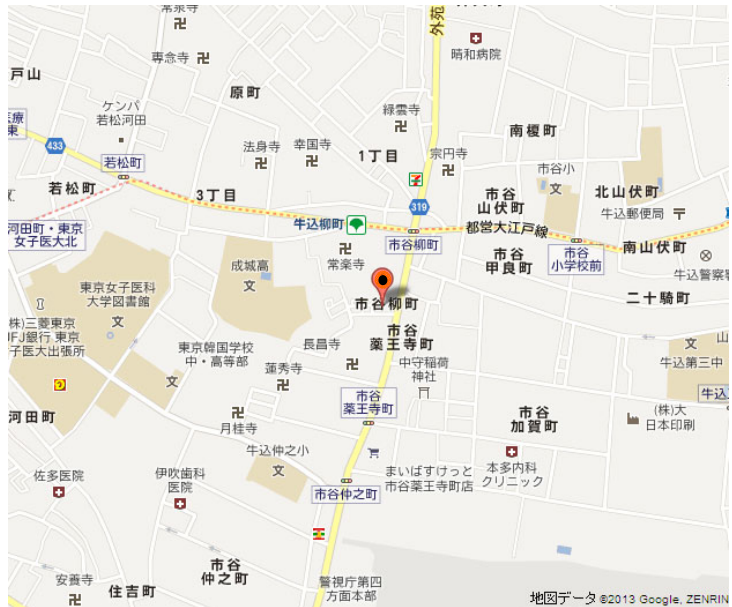 常泉寺
外苑
専念寺
晴和病院
戸山
原町
ケンパ
若松河田
緑雲寺
南榎町
433
法身寺
幸国寺
1丁目
宗円寺
若松町
市谷小
若松町
3丁目
319
市谷
山伏町
北山伏町
牛込郵便局
河田町・東京
女子医大北
牛込柳町
市谷柳町
都営大江戸線
南山伏町
常楽寺
市谷
甲良町
市谷
小学校前
成城高
牛込警察
東京女子医科
大学図書館
市谷柳町
二十騎町
株)三菱東京
UFJ銀行 東京
子医大出張所
東京韓国学校
中・高等部
長昌寺
市谷
薬王寺町
蓮秀寺
中守稲荷
神社
牛込第三中
河田町
月桂寺
市谷
薬王寺町
市谷
加賀町
(株)大
日本印刷
牛込仲之小
佐多医院
伊吹歯科
医院
まいばすけっと
市谷薬王寺町店
本多内科
クリニック
市谷仲之町
市谷
仲之町
安養寺
住吉町
警視庁第四
方面本部
地図データ ©2013 Google, ZENRIN